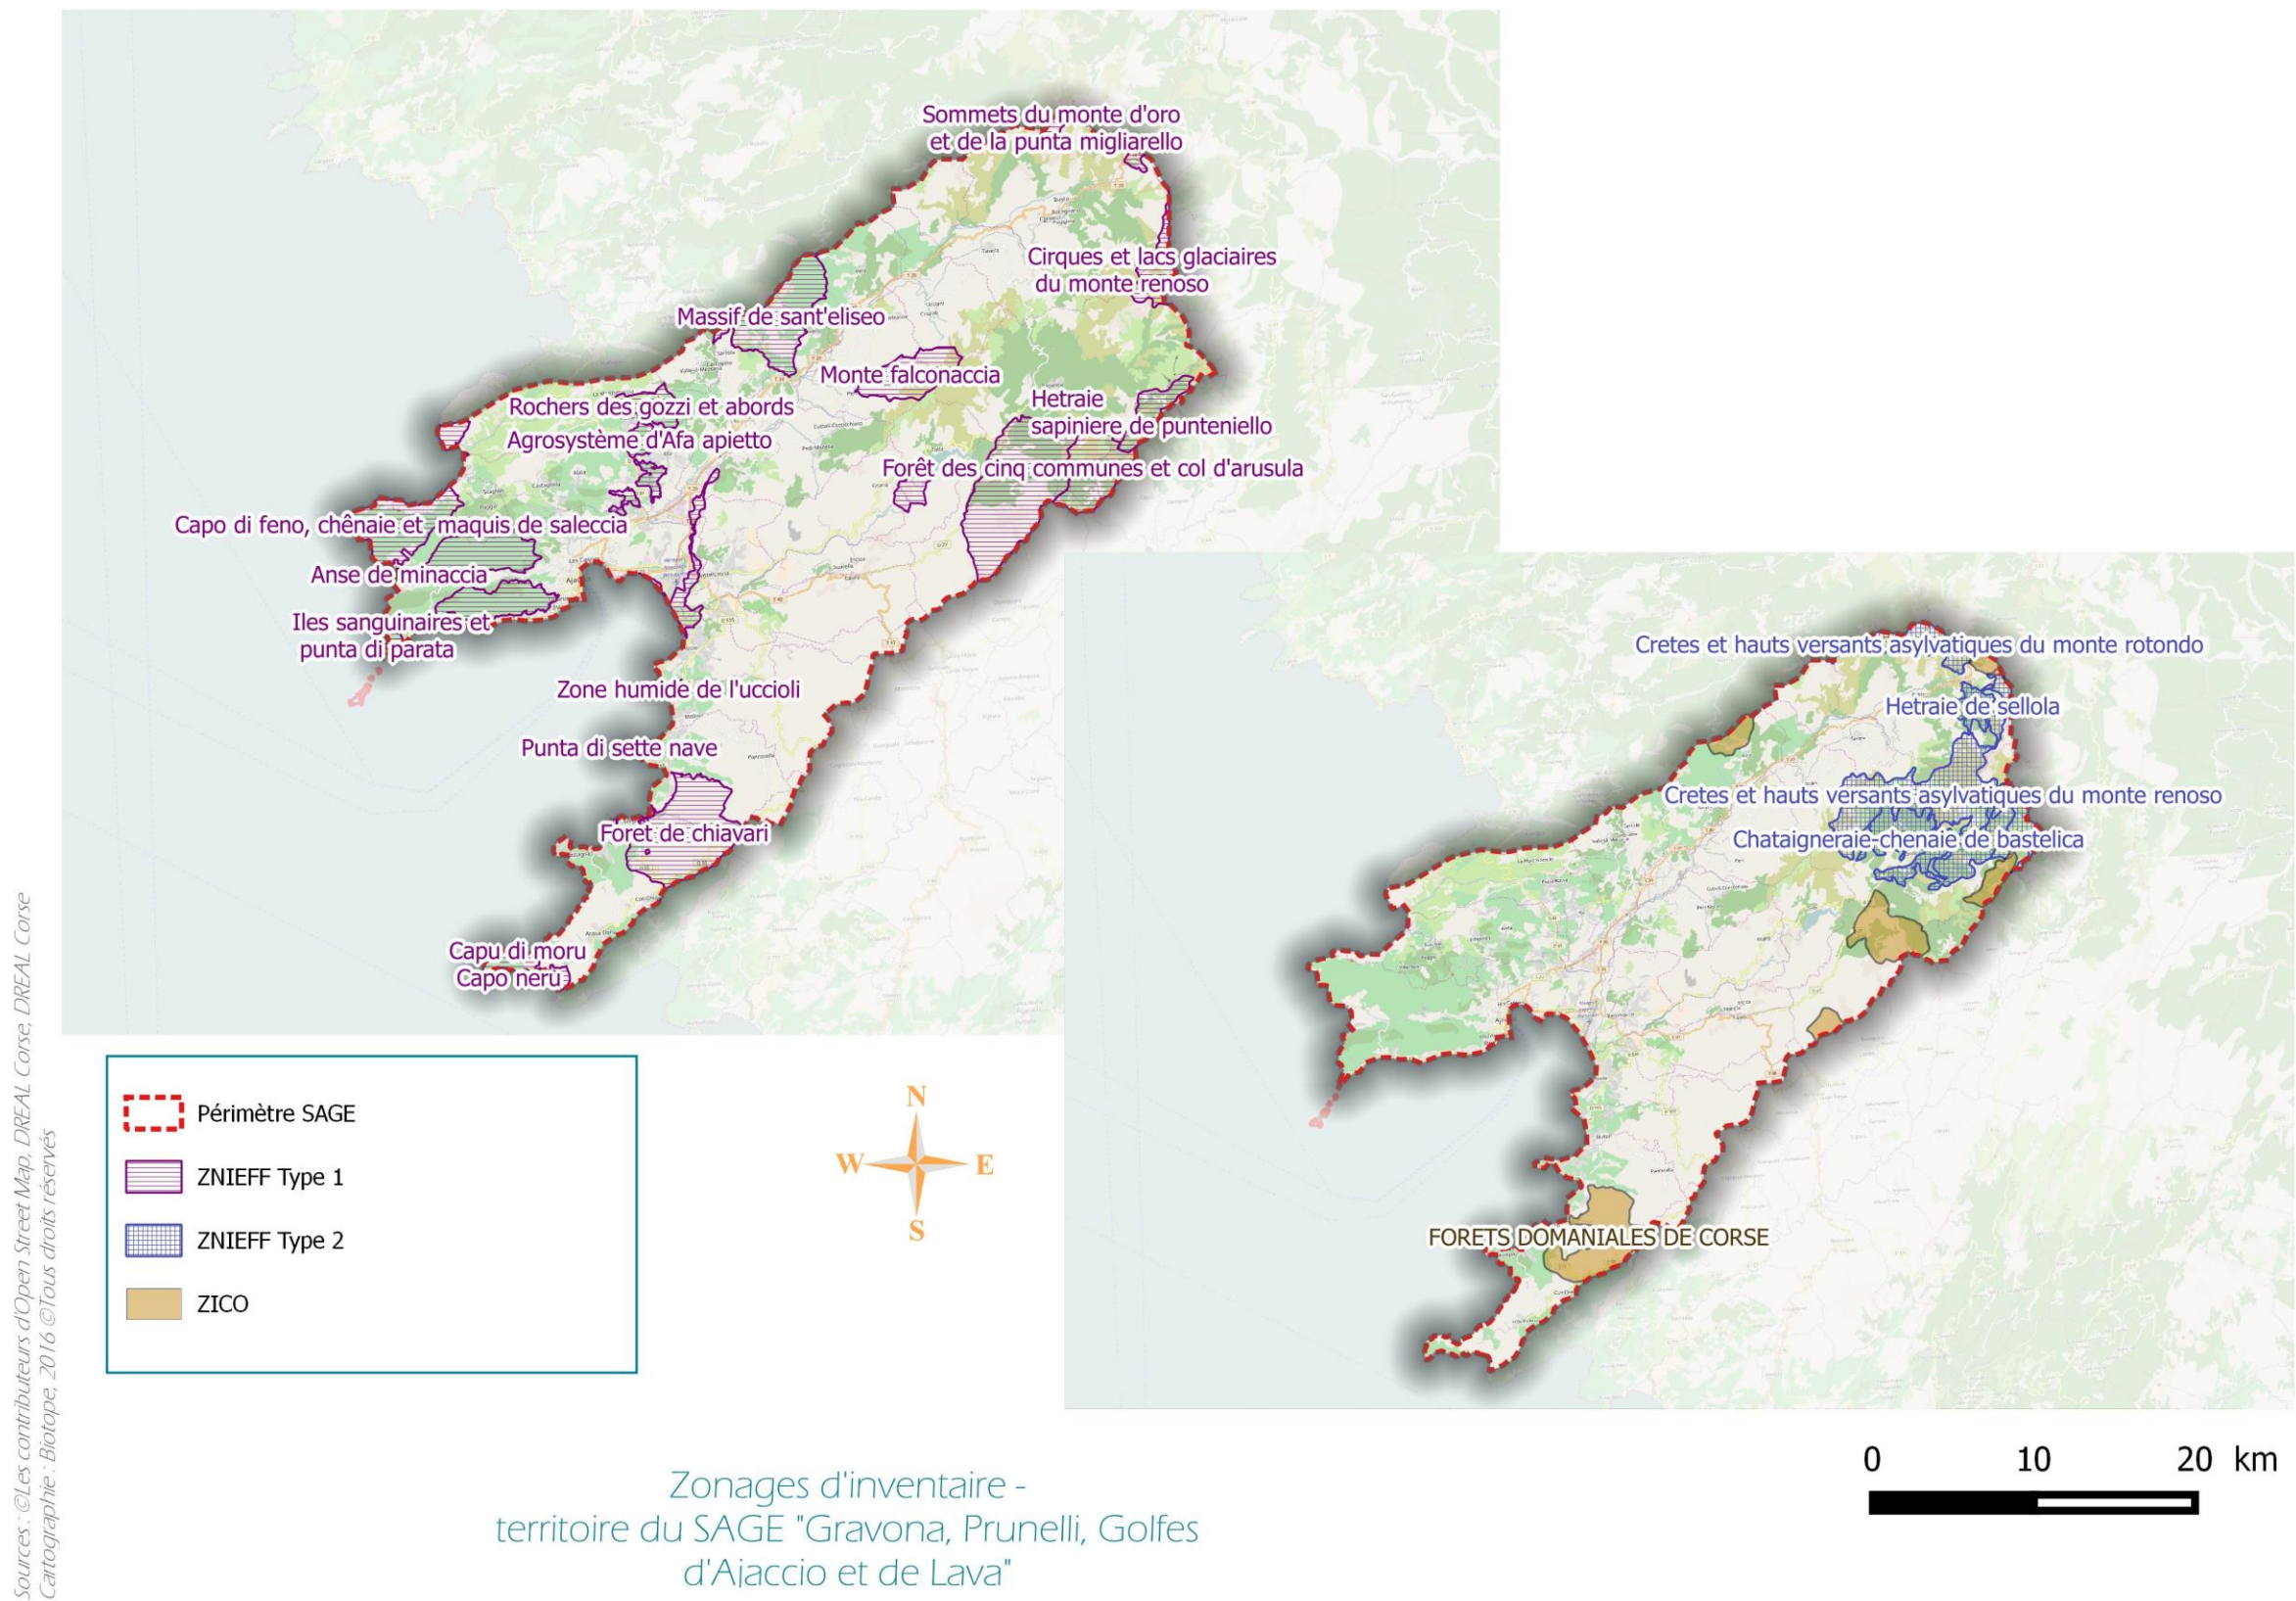 Sommets du monte d'oro
et de la punta migliarello
Cirques et lacs glaciaires
du monte renoso
Massif de sant'eliseo
Monte falconaccia
Hetraie
sapiniere de punteniello
Rochers des gozzi et abords
Agrosystème d'Afa apietto
Forêt des cinq communes et col d'arusula
Capo di feno, chênaie et maquis de saleccia
Anse de minaccia
Iles sanguinaires et
punta di parata
Zone humide de l'uccioli
Punta di sette nave
Foret de chiavari
Capu di moru
Capo neru
Cretes et hauts versants asylvatiques du monte rotondo
Hetraie de sellola
Cretes et hauts versants asylvatiques du monte renoso
Chataigneraie-chenaie de bastelica
FORETS DOMANIALES DE CORSE
Périmètre SAGE
ZNIEFF Type 1
ZNIEFF Type 2
ZICO
N
W E
S
0 10 20 km
Zonages d'inventaire -
territoire du SAGE "Gravona, Prunelli, Golfes
d'Ajaccio et de Lava"
Sources : ©Les contributeurs d'Open Street Map, DREAL Corse, DREAL Corse
Cartographie : Biotope, 2016 ©Tous droits réservés